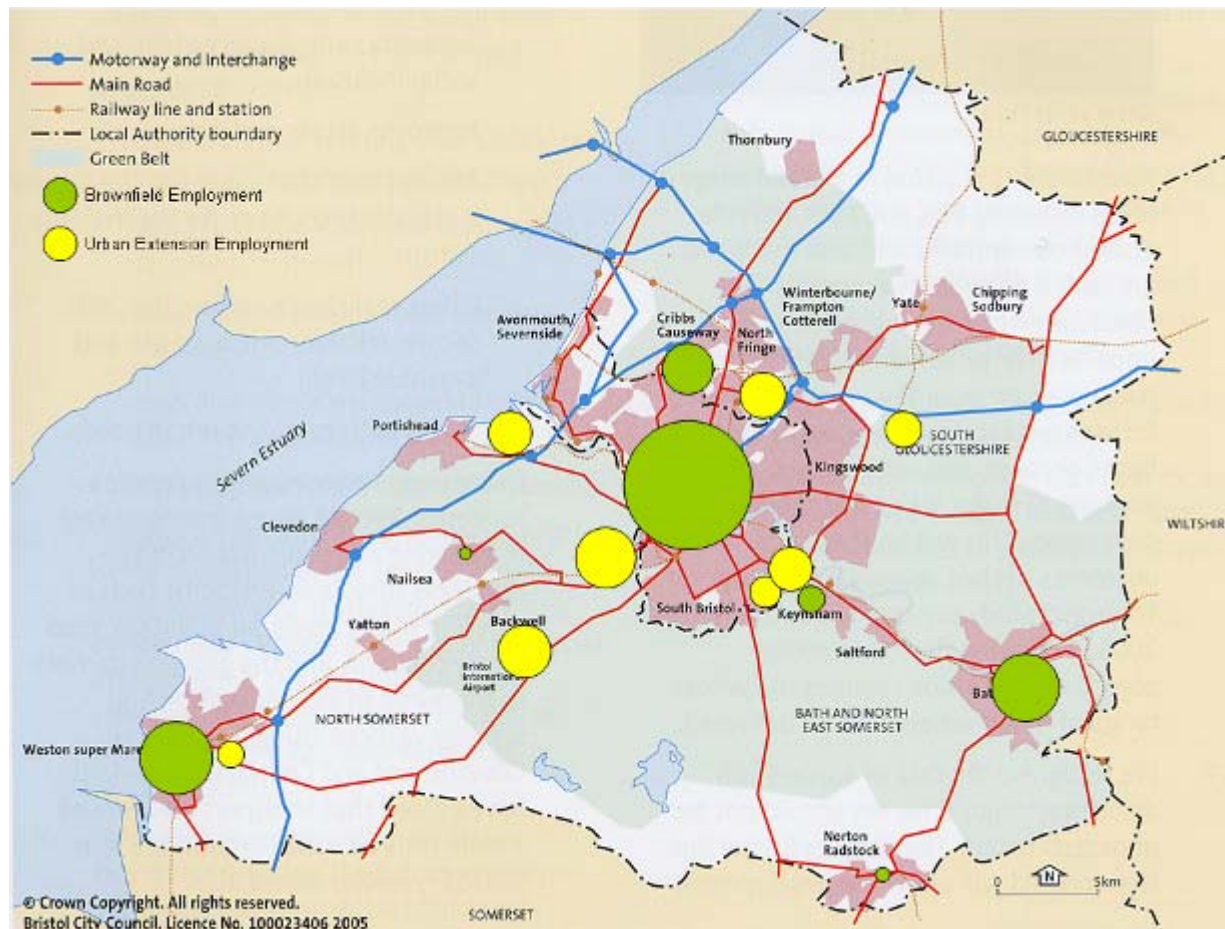 Motorway and Interchange
Main Road
Railway line and station
Local Authority boundary
Green Belt
Brownfield Employment
Urban Extension Employment
GLOUCESTERSHIRE
Thornbury
Winterbourne/
Frampton
Cotterell
Yate
Chipping
Sodbury
Cribbs
Causeway
North
Fringe
Avonmouth/
Severnside
Portishead
Severn Estuary
SOUTH
GLOUCESTERSHIRE
Kingswood
Clevedon
WILTSHIR
Nailsea
South Bristol
Keynsham
Yatton
Backwell
Saltford
Bristol
International
Airport
Bat
NORTH SOMERSET
BATH AND NORTH
EAST SOMERSET
Weston super Mare
Norton
Radstock
N
0 5km
© Crown Copyright. All rights reserved.
Bristol City Council. Licence No. 100023406 2005
SOMERSET